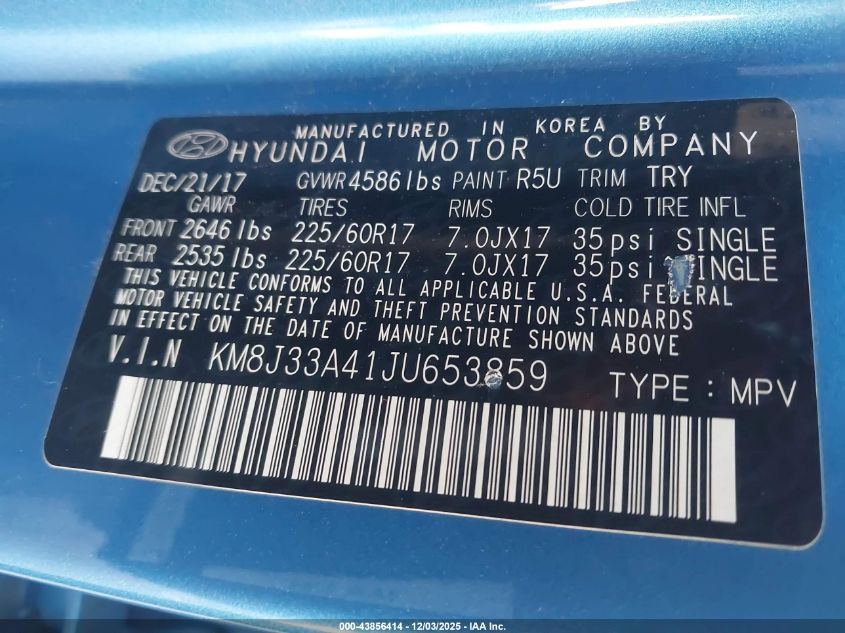 MANUFACTURED IN KOREA BY
HYUNDAI MOTOR COMPANY
DEC/21/17 GVWR 4586 lbs PAINT R5U TRIM TRY
GAWR TIRES RIMS COLD TIRE INFL
FRONT 2646 lbs 225/60R17 7.0JX17 35psi SINGLE
REAR 2535 lbs 225/60R17 7.0JX17 35psi SINGLE
THIS VEHICLE CONFORMS TO ALL APPLICABLE U.S.A. FEDERAL
MOTOR VEHICLE SAFETY AND THEFT PREVENTION STANDARDS
IN EFFECT ON THE DATE OF MANUFACTURE SHOWN ABOVE
V.I.N KM8J33A41JU653859 TYPE : MPV
000-43856414 - 12/03/2025 - IAA Inc.